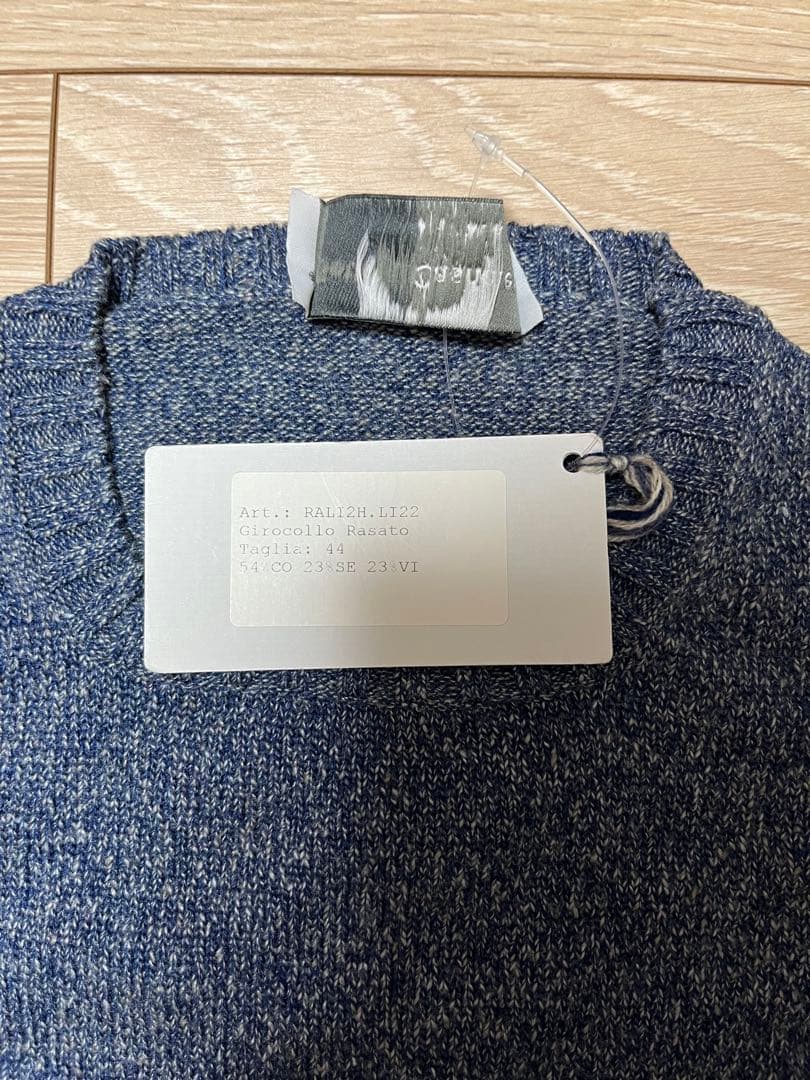 Art.: RAL12H.LI22
Girocollo Rasato
Taglia: 44
54%CO 23%SE 23%VI